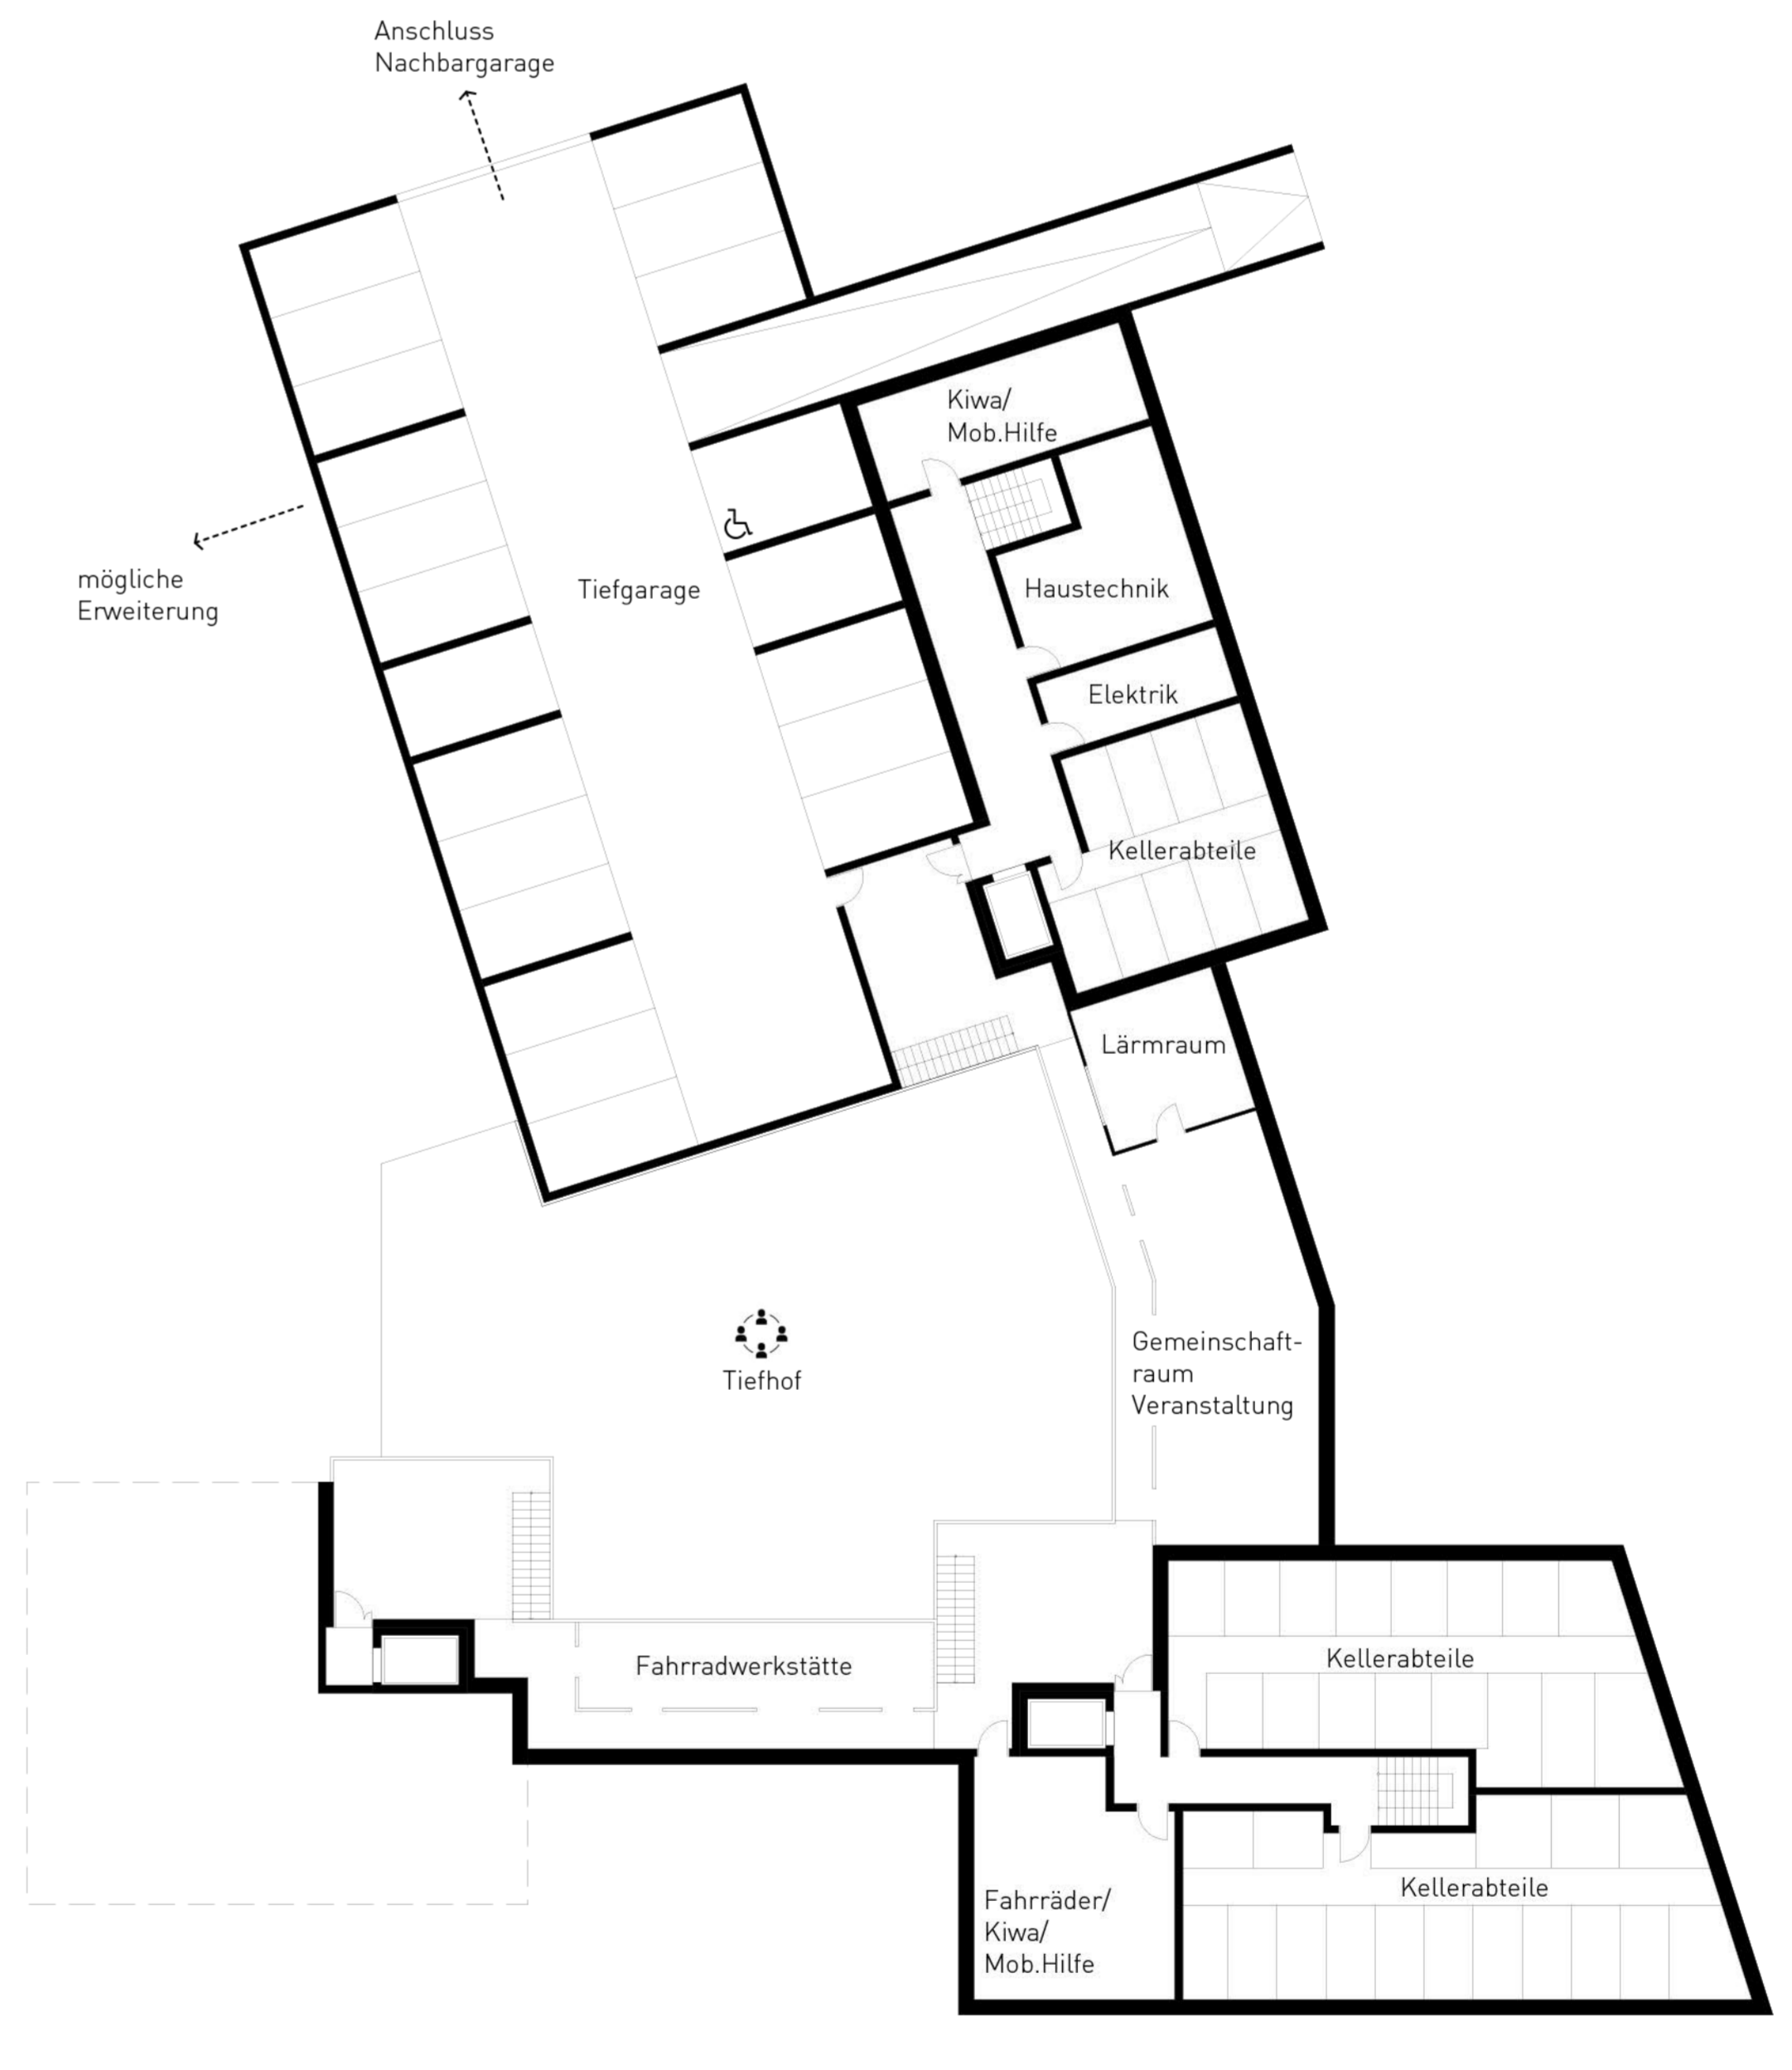 Anschluss
Nachbargarage
Kiwa/
Mob.Hilfe
mögliche
Erweiterung
Tiefgarage
Haustechnik
Elektrik
Kellerabteile
Lärmraum
Gemeinschaft-
raum
Veranstaltung
Tiefhof
Fahrradwerkstätte
Kellerabteile
Kellerabteile
Fahrräder/
Kiwa/
Mob.Hilfe